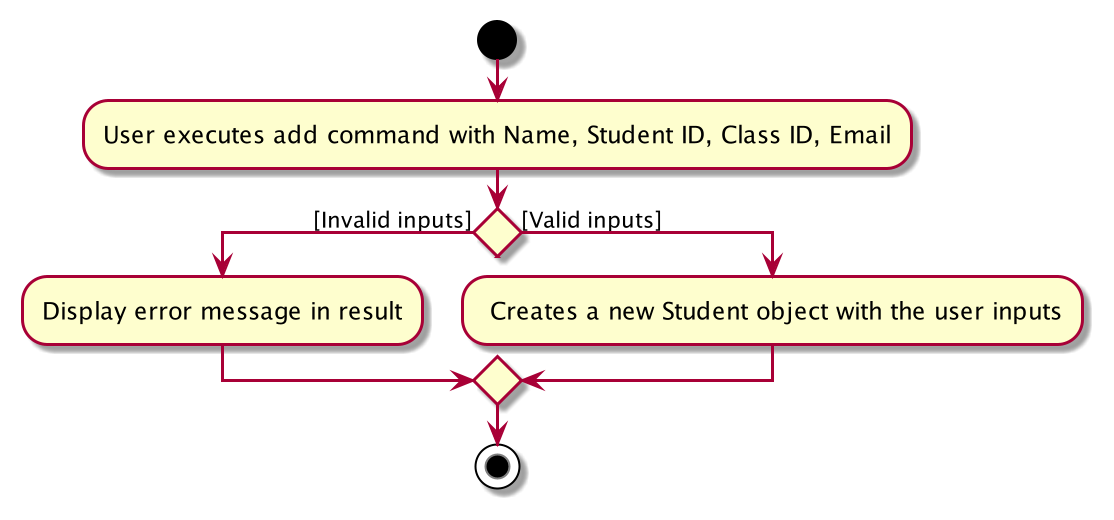 User executes add command with Name, Student ID, Class ID, Email
[Invalid inputs]
[Valid inputs]
Display error message in result
Creates a new Student object with the user inputs